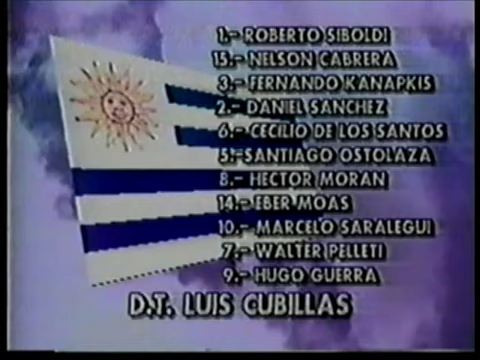 1.- ROBERTO SIBOLDI
15.- NELSON CABRERA
3.- FERNANDO KANAPKIS
2.- DANIEL SANCHEZ
6.- CECILIO DE LOS SANTOS
5.- SANTIAGO OSTOLAZA
8.- HECTOR MORAN
14.- EBER MOAS
10.- MARCELO SARALEGUI
7.- WALTER PELLETI
9.- HUGO GUERRA
D.T. LUIS CUBILLAS